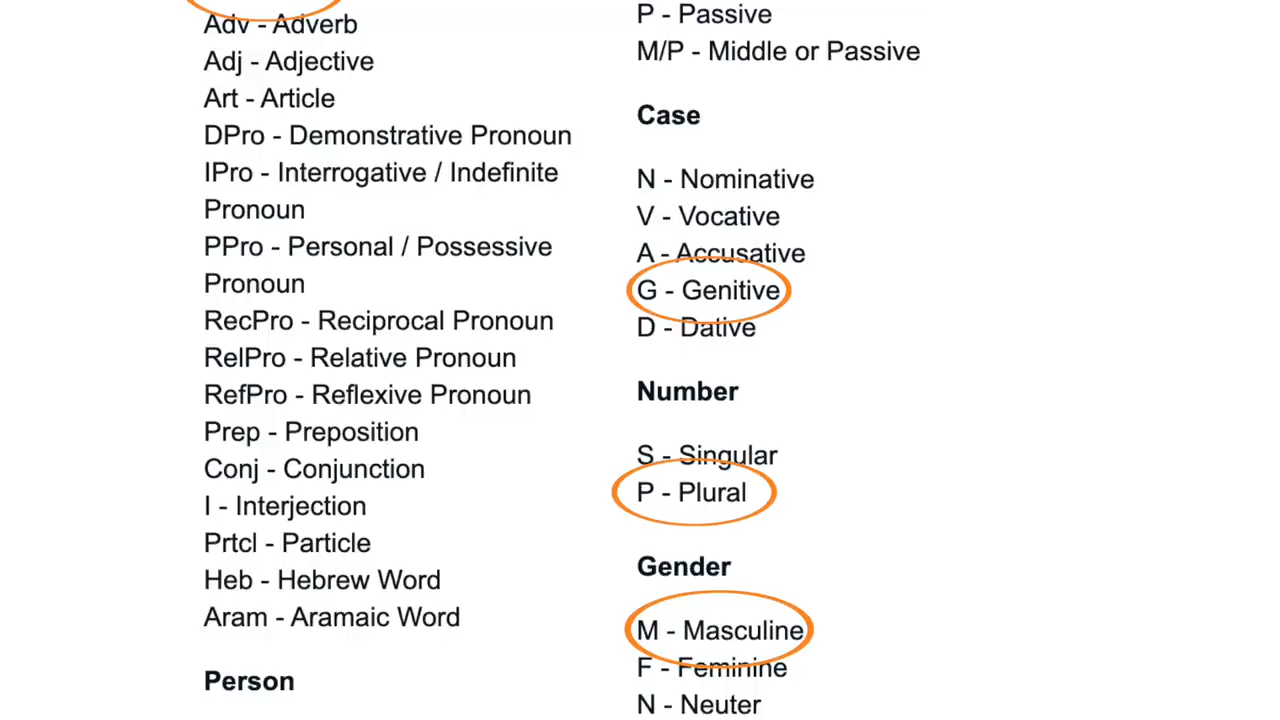 Adv - Adverb
Adj - Adjective
Art - Article
DPro - Demonstrative Pronoun
IPro - Interrogative / Indefinite
Pronoun
PPro - Personal / Possessive
Pronoun
RecPro - Reciprocal Pronoun
RelPro - Relative Pronoun
RefPro - Reflexive Pronoun
Prep - Preposition
Conj - Conjunction
I - Interjection
Prtcl - Particle
Heb - Hebrew Word
Aram - Aramaic Word
Person
P - Passive
M/P - Middle or Passive
Case
N - Nominative
V - Vocative
A - Accusative
G - Genitive
D - Dative
Number
S - Singular
P - Plural
Gender
M - Masculine
F - Feminine
N - Neuter